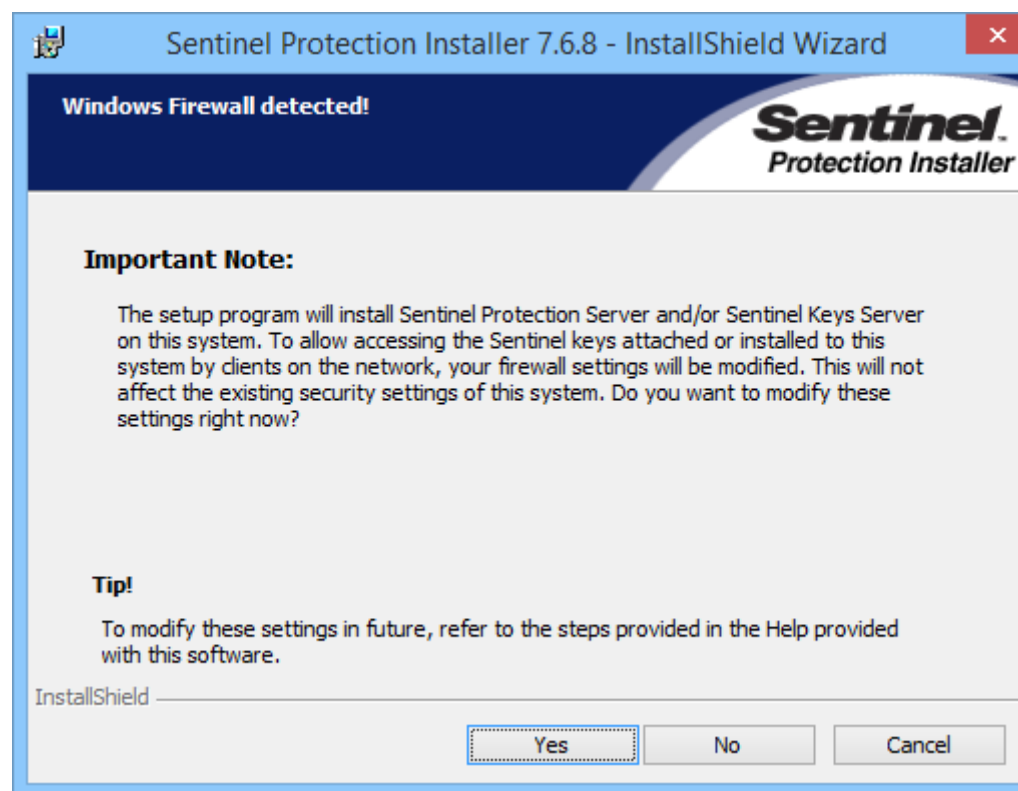 Sentinel Protection Installer 7.6.8 - InstallShield Wizard
Windows Firewall detected!
Sentinel.
Protection Installer
Important Note:
The setup program will install Sentinel Protection Server and/or Sentinel Keys Server
on this system. To allow accessing the Sentinel keys attached or installed to this
system by clients on the network, your firewall settings will be modified. This will not
affect the existing security settings of this system. Do you want to modify these
settings right now?
Tip!
To modify these settings in future, refer to the steps provided in the Help provided
with this software.
InstallShield
Yes No Cancel